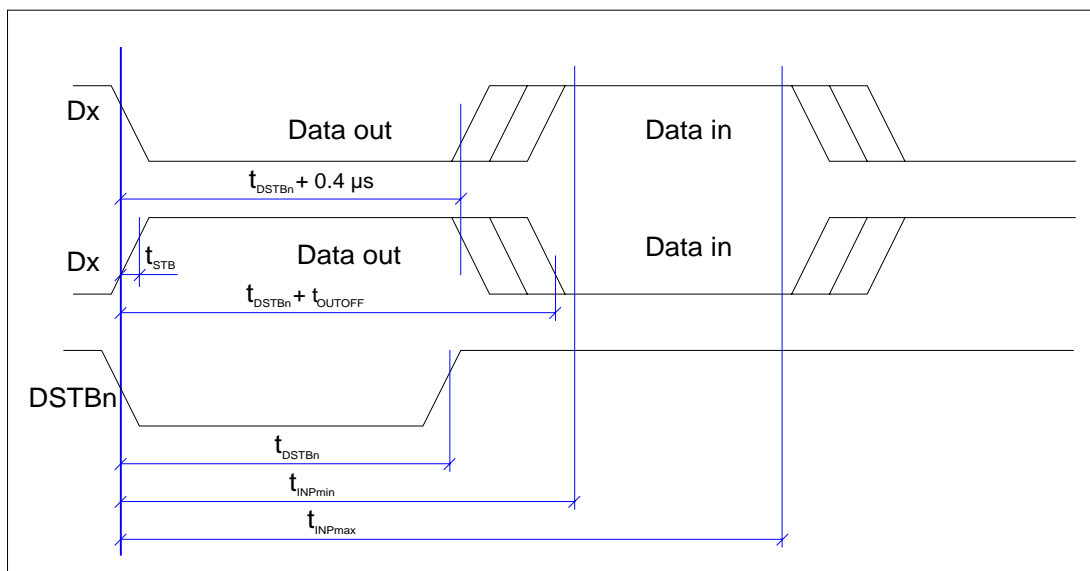 Dx
Data out
Data in
tDSTBn + 0.4 µs
Dx
tSTB
Data out
Data in
tDSTBn + tOUTOFF
DSTBn
tDSTBn
tINPmin
tINPmax